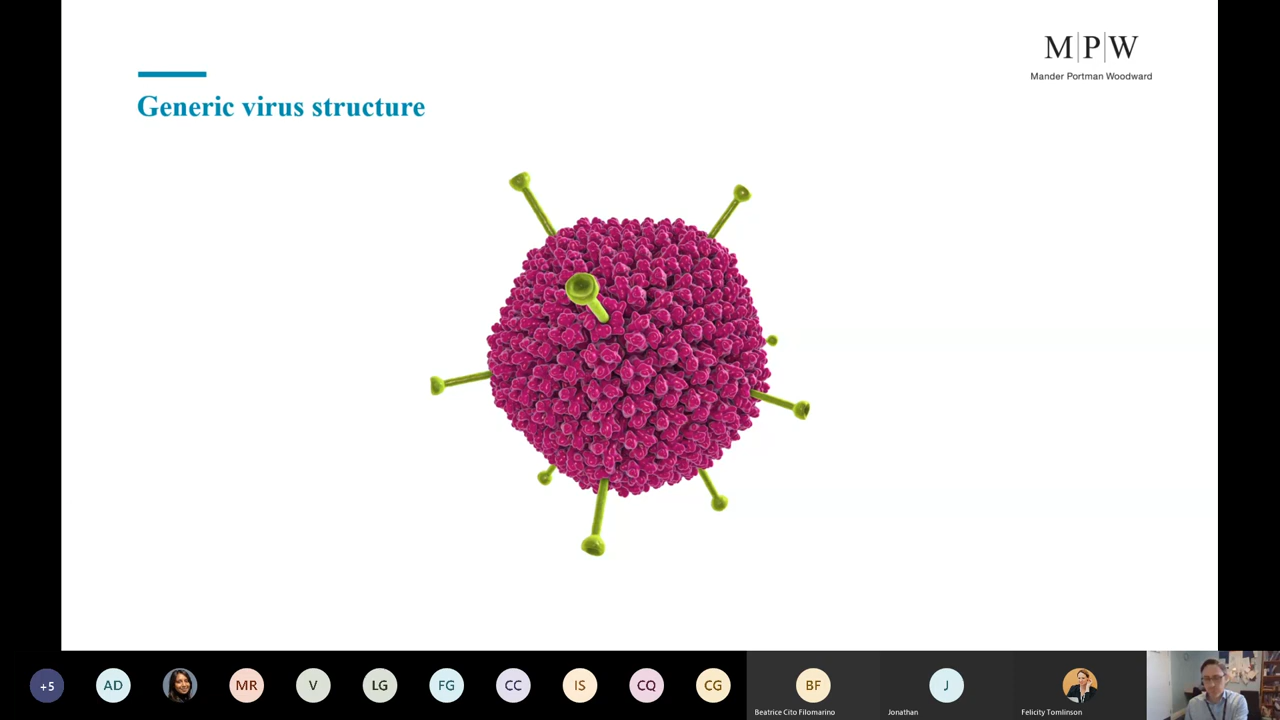 M|P|W
Mander Portman Woodward
Generic virus structure
+5
AD
MR
V
LG
FG
CC
IS
CQ
CG
BF
J
Beatrice Cito Filomarino
Jonathan
Felicity Tomlinson